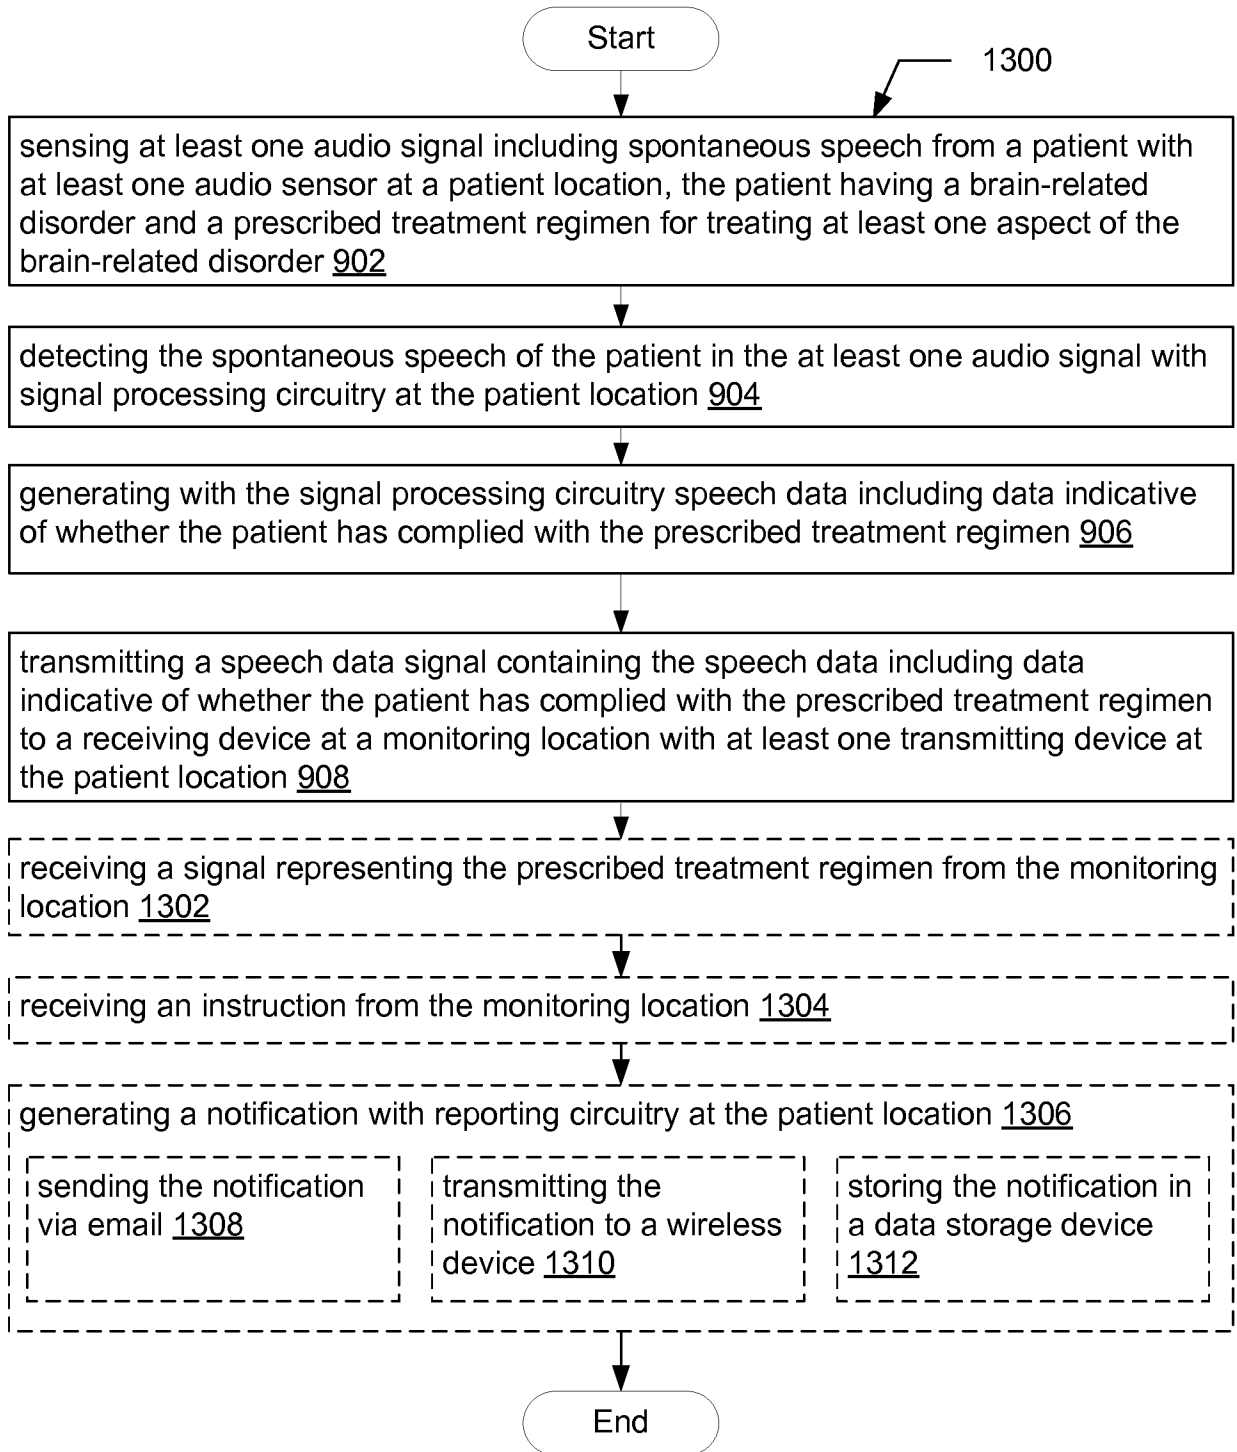 Start
1300
sensing at least one audio signal including spontaneous speech from a patient with
at least one audio sensor at a patient location, the patient having a brain-related
disorder and a prescribed treatment regimen for treating at least one aspect of the
brain-related disorder 902
detecting the spontaneous speech of the patient in the at least one audio signal with
signal processing circuitry at the patient location 904
generating with the signal processing circuitry speech data including data indicative
of whether the patient has complied with the prescribed treatment regimen 906
transmitting a speech data signal containing the speech data including data
indicative of whether the patient has complied with the prescribed treatment regimen
to a receiving device at a monitoring location with at least one transmitting device at
the patient location 908
receiving a signal representing the prescribed treatment regimen from the monitoring
location 1302
receiving an instruction from the monitoring location 1304
generating a notification with reporting circuitry at the patient location 1306
sending the notification
via email 1308
transmitting the
notification to a wireless
device 1310
storing the notification in
a data storage device
1312
End